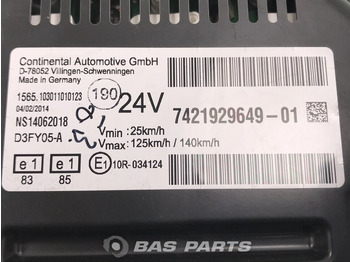 Continental Automotive GmbH
D-78052 Villingen-Schwenningen
Made in Germany
1565.103011010123
04/02/2014
190
24V
7421929649-01
NS14062018
D3FY05-A
Vmin :25km/h
Vmax: 125km/h / 140km/h
e1 e1
83 85
E1 10R-034124
BAS PARTS